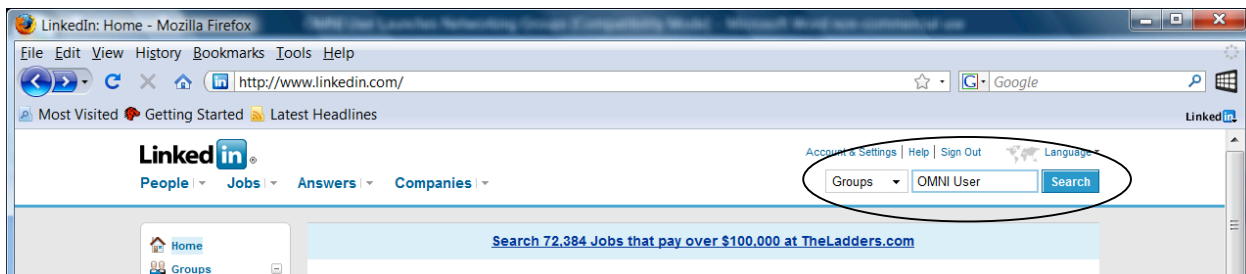 LinkedIn: Home - Mozilla Firefox
File Edit View History Bookmarks Tools Help
http://www.linkedin.com/ G Google
Most Visited Getting Started Latest Headlines Linked in
Linked in ®
Account & Settings | Help | Sign Out Language
People Jobs Answers Companies Groups OMNI User Search
Home Search 72,384 Jobs that pay over $100,000 at TheLadders.com
Groups